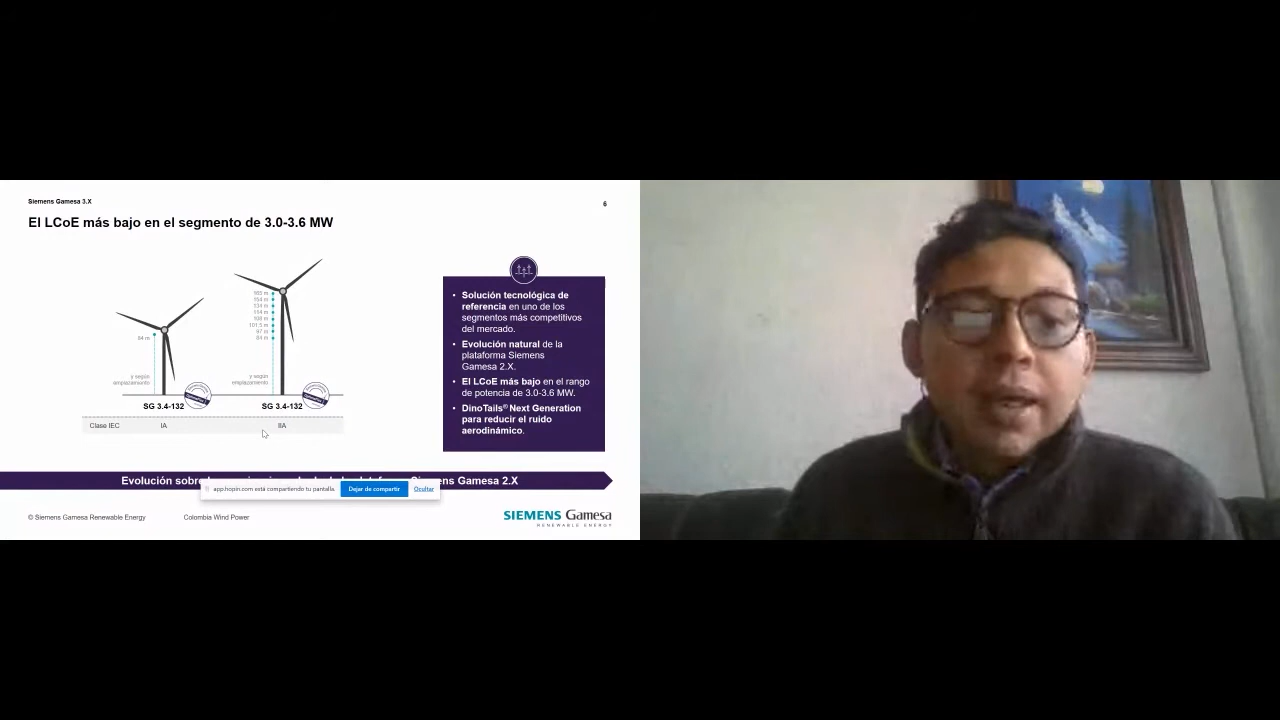 Siemens Gamesa 3.X
6
El LCoE más bajo en el segmento de 3.0-3.6 MW
154 m
134 m
114 m
108 m
101,5 m
97 m
84 m
84 m
y según
emplazamiento
y según
emplazamiento
SG 3.4-132
SG 3.4-132
Clase IEC IA IIA
• Solución tecnológica de
referencia en uno de los
segmentos más competitivos
del mercado.
• Evolución natural de la
plataforma Siemens
Gamesa 2.X.
• El LCoE más bajo en el rango
de potencia de 3.0-3.6 MW.
• DinoTails® Next Generation
para reducir el ruido
aerodinámico.
Evolución sobre Siemens Gamesa 2.X
app.hopin.com está compartiendo tu pantalla.
Dejar de compartir
Ocultar
© Siemens Gamesa Renewable Energy
Colombia Wind Power
SIEMENS Gamesa
RENEWABLE ENERGY